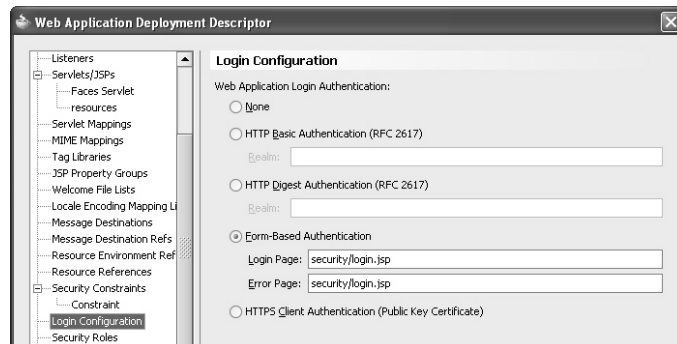 Web Application Deployment Descriptor
Listeners
Servlets/JSPs
Faces Servlet
resources
Servlet Mappings
MIME Mappings
Tag Libraries
JSP Property Groups
Welcome File Lists
Locale Encoding Mapping Li
Message Destinations
Message Destination Refs
Resource Environment Ref
Resource References
Security Constraints
Constraint
Login Configuration
Security Roles
Login Configuration
Web Application Login Authentication:
None
HTTP Basic Authentication (RFC 2617)
Realm:
HTTP Digest Authentication (RFC 2617)
Realm:
Form-Based Authentication
Login Page: security/login.jsp
Error Page: security/login.jsp
HTTPS Client Authentication (Public Key Certificate)